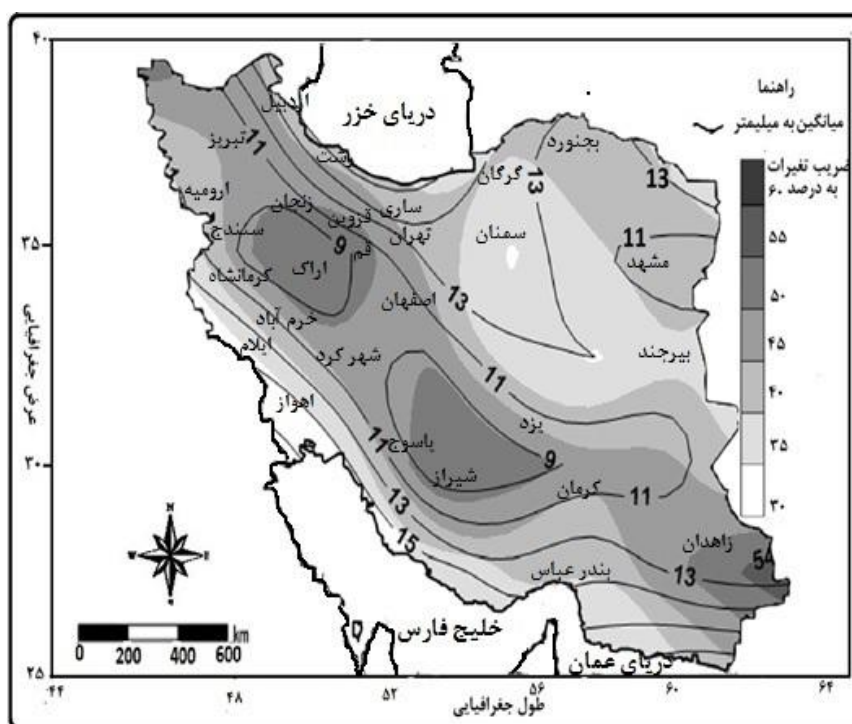 ۴۰
۳۵
۳۰
۲۵
عرض جغرافیایی
۴۴
۴۸
۵۲
۵۶
۶۰
۶۴
طول جغرافیایی
راهنما
میانگین به میلیمتر
ضریب تغیرات
به درصد ۶۰
۵۵
۵۰
۴۵
۴۰
۳۵
۳۰
دریای خزر
اردبیل
تبریز
11
رشت
ارومیه
زنجان
قزوین
ساری
گرگان
بجنورد
13
13
سنندج
9
قم
تهران
سمنان
11
مشهد
اراک
کرمانشاه
اصفهان
13
خرم آباد
ایلام
شهر کرد
بیرجند
11
اهواز
یزد
یاسوج
11
9
شیراز
کرمان
11
13
15
زاهدان
54
13
بندر عباس
خلیج فارس
دریای عمان
N
W
E
S
0
200
400
600
km